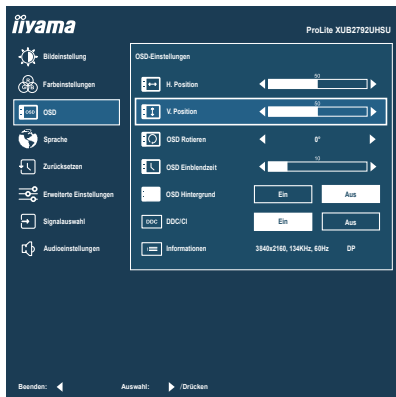 iiyama
ProLite XUB2792UHSU
Bildeinstellung
OSD-Einstellungen
Farbeinstellungen
50
H. Position
OSD
OSD
50
V. Position
Sprache
OSD Rotieren
0°
Zurücksetzen
10
OSD Einblendzeit
Erweiterte Einstellungen
OSD Hintergrund
Ein
Aus
Signalauswahl
DDC
DDC/CI
Ein
Aus
Audioeinstellungen
Informationen
3840x2160, 134KHz, 60Hz
DP
Beenden:
Auswahl:
/Drücken